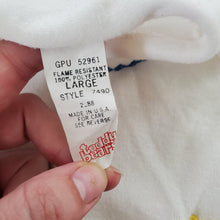 GPU 52961
FLAME RESISTANT
100% POLYESTER
LARGE
STYLE 7490
2-88
MADE IN U.S.A.
FOR CARE
SEE REVERSE
teddy
bears